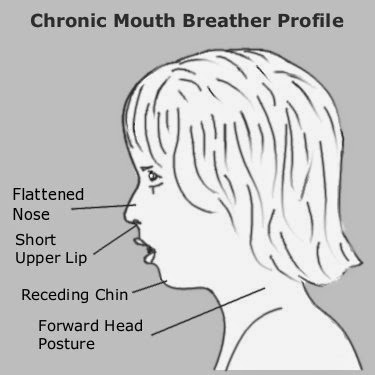 Chronic Mouth Breather Profile
Flattened
Nose
Short
Upper Lip
Receding Chin
Forward Head
Posture